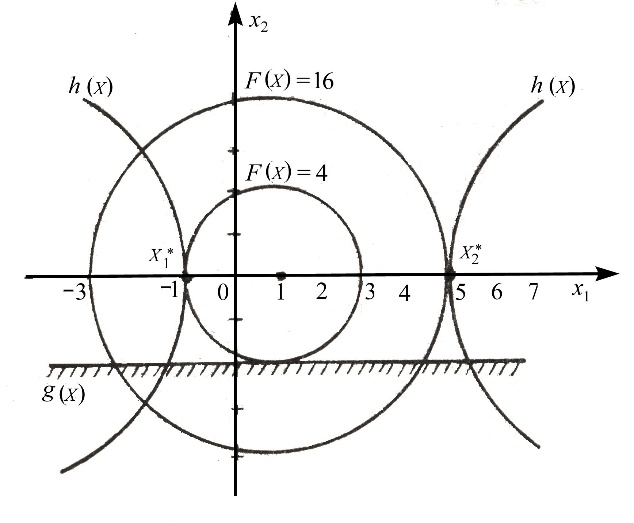 x₂
h (x)
F (x) = 16
h (x)
F (x) = 4
X₁*
X₂*
-3
-1
0
1
2
3
4
5
6
7
x₁
g (x)